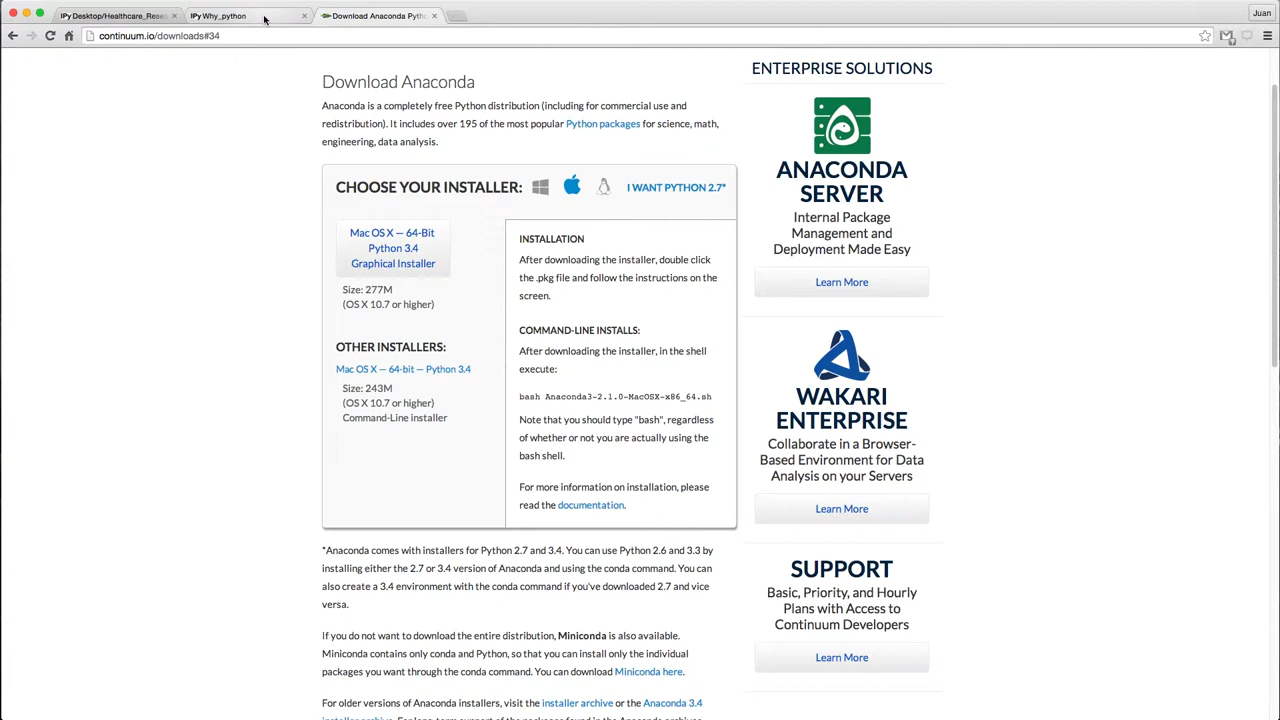 IPy Desktop/Healthcare_Rese
IPy Why_python
Download Anaconda Pyth
Juan
continuum.io/downloads#34
Download Anaconda
Anaconda is a completely free Python distribution (including for commercial use and
redistribution). It includes over 195 of the most popular Python packages for science, math,
engineering, data analysis.
CHOOSE YOUR INSTALLER:
I WANT PYTHON 2.7*
Mac OS X — 64-Bit
Python 3.4
Graphical Installer
Size: 277M
(OS X 10.7 or higher)
OTHER INSTALLERS:
Mac OS X — 64-bit — Python 3.4
Size: 243M
(OS X 10.7 or higher)
Command-Line installer
INSTALLATION
After downloading the installer, double click
the .pkg file and follow the instructions on the
screen.
COMMAND-LINE INSTALLS:
After downloading the installer, in the shell
execute:
bash Anaconda3-2.1.0-MacOSX-x86_64.sh
Note that you should type "bash", regardless
of whether or not you are actually using the
bash shell.
For more information on installation, please
read the documentation.
*Anaconda comes with installers for Python 2.7 and 3.4. You can use Python 2.6 and 3.3 by
installing either the 2.7 or 3.4 version of Anaconda and using the conda command. You can
also create a 3.4 environment with the conda command if you've downloaded 2.7 and vice
versa.
If you do not want to download the entire distribution, Miniconda is also available.
Miniconda contains only conda and Python, so that you can install only the individual
packages you want through the conda command. You can download Miniconda here.
For older versions of Anaconda installers, visit the installer archive or the Anaconda 3.4
ENTERPRISE SOLUTIONS
ANACONDA
SERVER
Internal Package
Management and
Deployment Made Easy
Learn More
WAKARI
ENTERPRISE
Collaborate in a Browser-
Based Environment for Data
Analysis on your Servers
Learn More
SUPPORT
Basic, Priority, and Hourly
Plans with Access to
Continuum Developers
Learn More